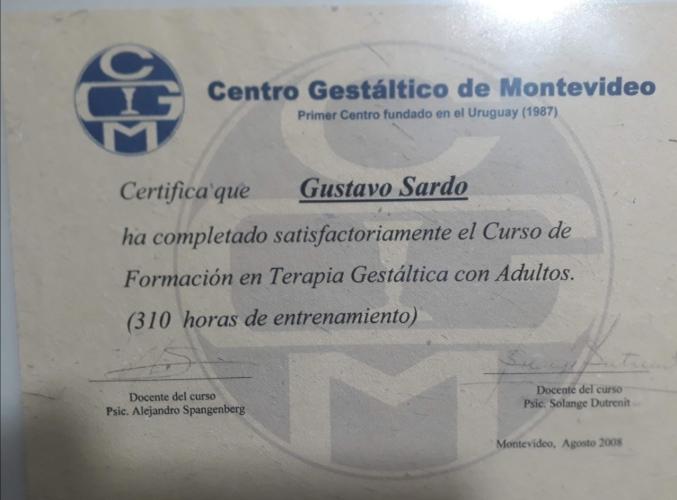 C
G I G
M
Centro Gestáltico de Montevideo
Primer Centro fundado en el Uruguay (1987)
Certifica que Gustavo Sardo
ha completado satisfactoriamente el Curso de
Formación en Terapia Gestáltica con Adultos.
(310 horas de entrenamiento)
Docente del curso
Psic. Alejandro Spangenberg
Solange Dutrenit
Docente del curso
Psic. Solange Dutrenit
Montevideo, Agosto 2008